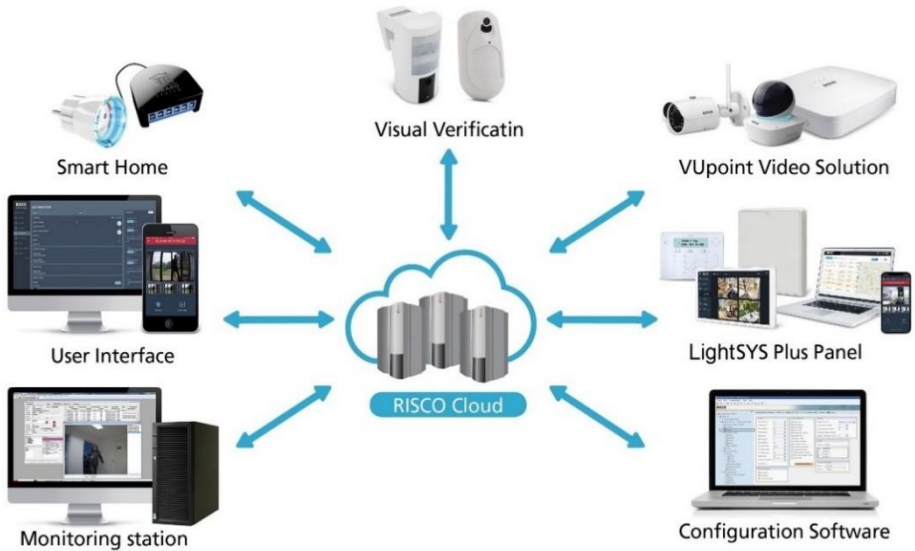 Visual Verificatin
Smart Home
VUpoint Video Solution
User Interface
RISCO Cloud
LightSYS Plus Panel
Monitoring station
Configuration Software